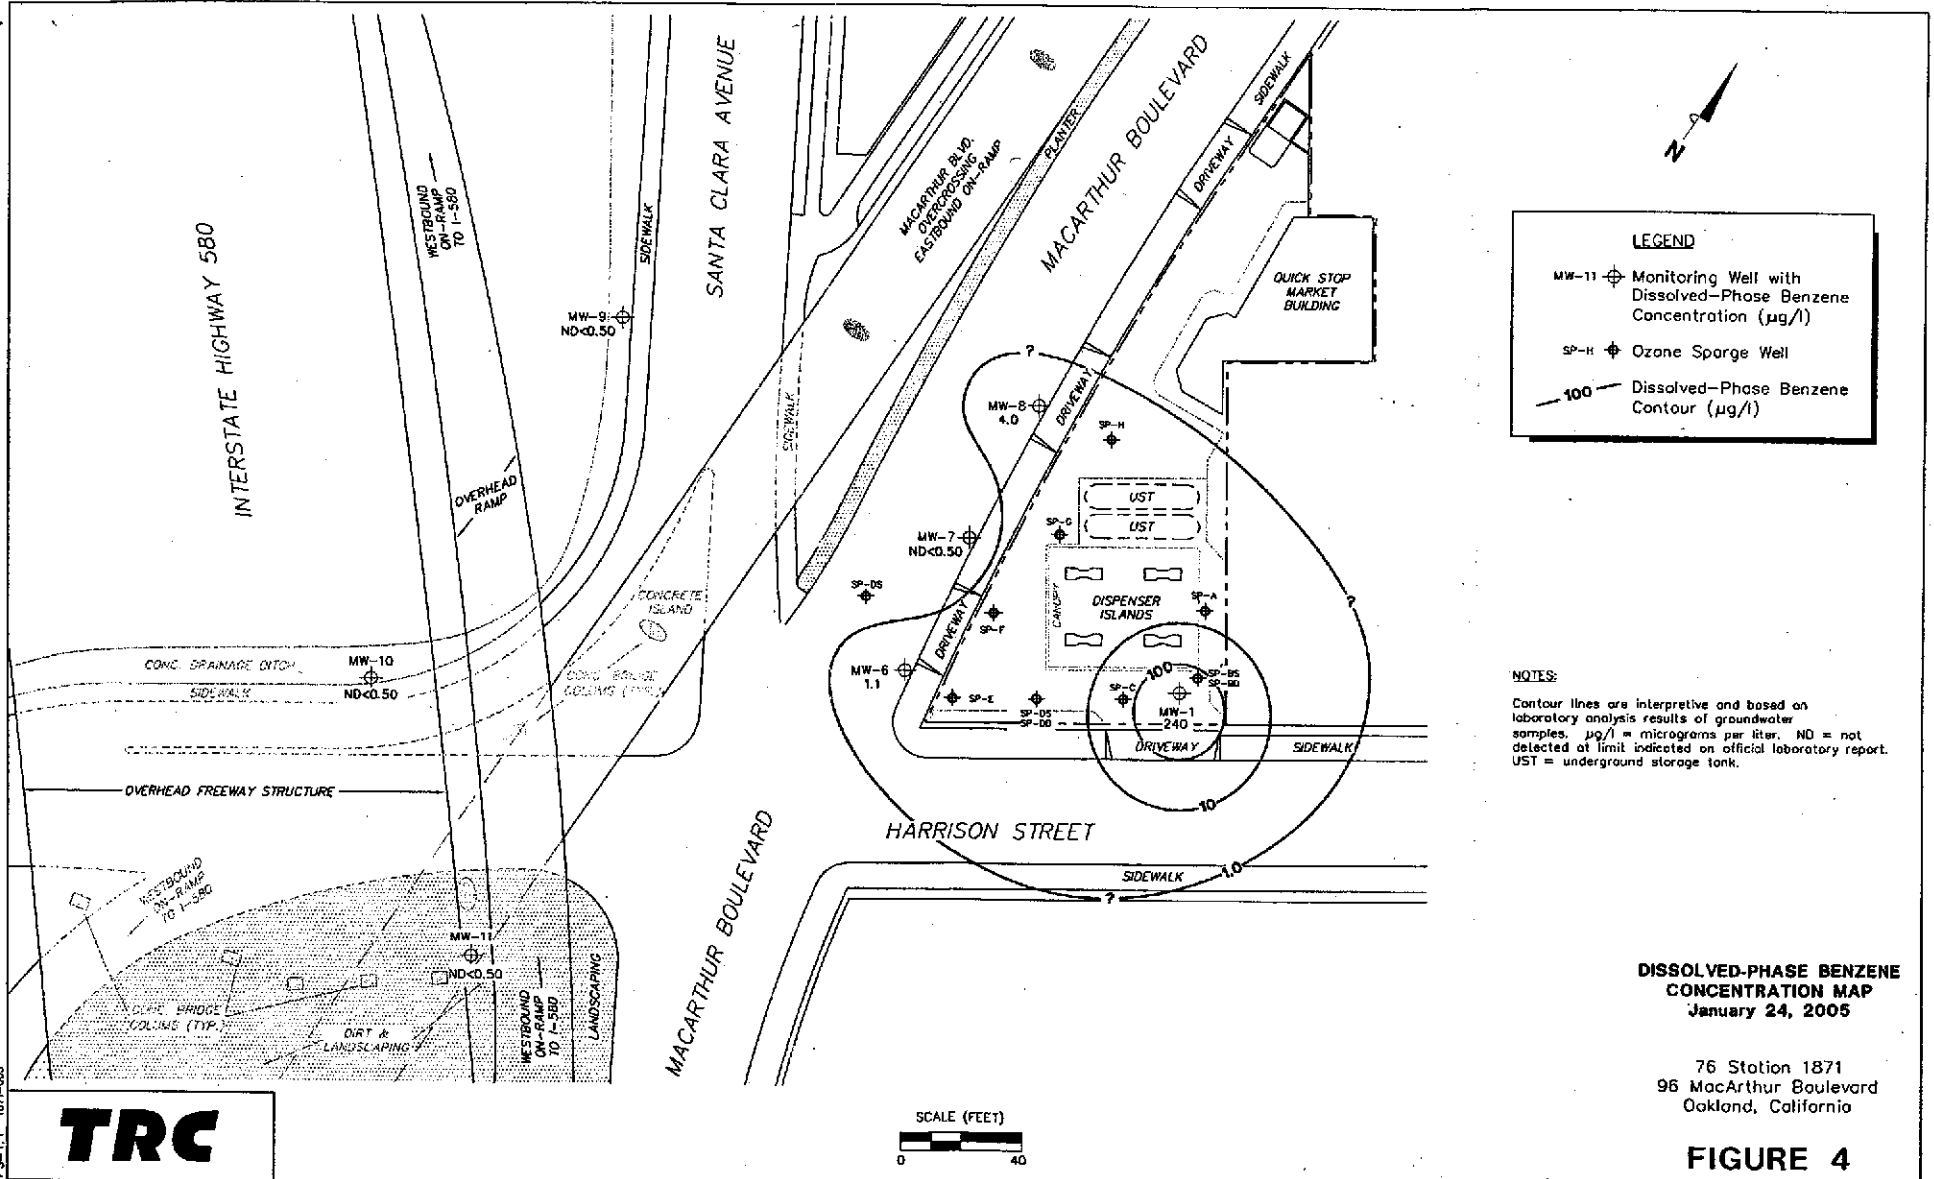 INTERSTATE HIGHWAY 580
WESTBOUND
ON-RAMP
TO I-580
SIDEWALK
SANTA CLARA AVENUE
MACARTHUR BLVD.
OVERCROSSING
EASTBOUND ON-RAMP
PLANTER
MACARTHUR BOULEVARD
SIDEWALK
DRIVEWAY
QUICK STOP
MARKET
BUILDING
N
LEGEND
MW-11 Monitoring Well with
Dissolved-Phase Benzene
Concentration (µg/l)
SP-H Ozone Sparge Well
100 Dissolved-Phase Benzene
Contour (µg/l)
MW-9
ND<0.50
SIDEWALK
?
MW-8
4.0
DRIVEWAY
SP-H
OVERHEAD
RAMP
UST
UST
SP-G
MW-7
ND<0.50
SP-DS
CONCRETE
ISLAND
CANOPY
DISPENSER
ISLANDS
SP-A
?
SP-F
DRIVEWAY
CONC. DRAINAGE DITCH
SIDEWALK
MW-10
ND<0.50
CONC. BRIDGE
COLUMS (TYP.)
MW-6
1.1
SP-E
SP-DS
SP-DD
SP-C
100
SP-BS
SP-BD
MW-1
240
DRIVEWAY
SIDEWALK
10
NOTES:
Contour lines are interpretive and based on
laboratory analysis results of groundwater
samples. µg/l = micrograms per liter. ND = not
detected at limit indicated on official laboratory report.
UST = underground storage tank.
OVERHEAD FREEWAY STRUCTURE
HARRISON STREET
SIDEWALK
1.0
?
WESTBOUND
ON-RAMP
TO I-580
MACARTHUR BOULEVARD
MW-11
ND<0.50
CONC. BRIDGE
COLUMS (TYP.)
DIRT &
LANDSCAPING
WESTBOUND
ON-RAMP
TO I-580
LANDSCAPING
DISSOLVED-PHASE BENZENE
CONCENTRATION MAP
January 24, 2005
76 Station 1871
96 MacArthur Boulevard
Oakland, California
FIGURE 4
SCALE (FEET)
0 40
TRC